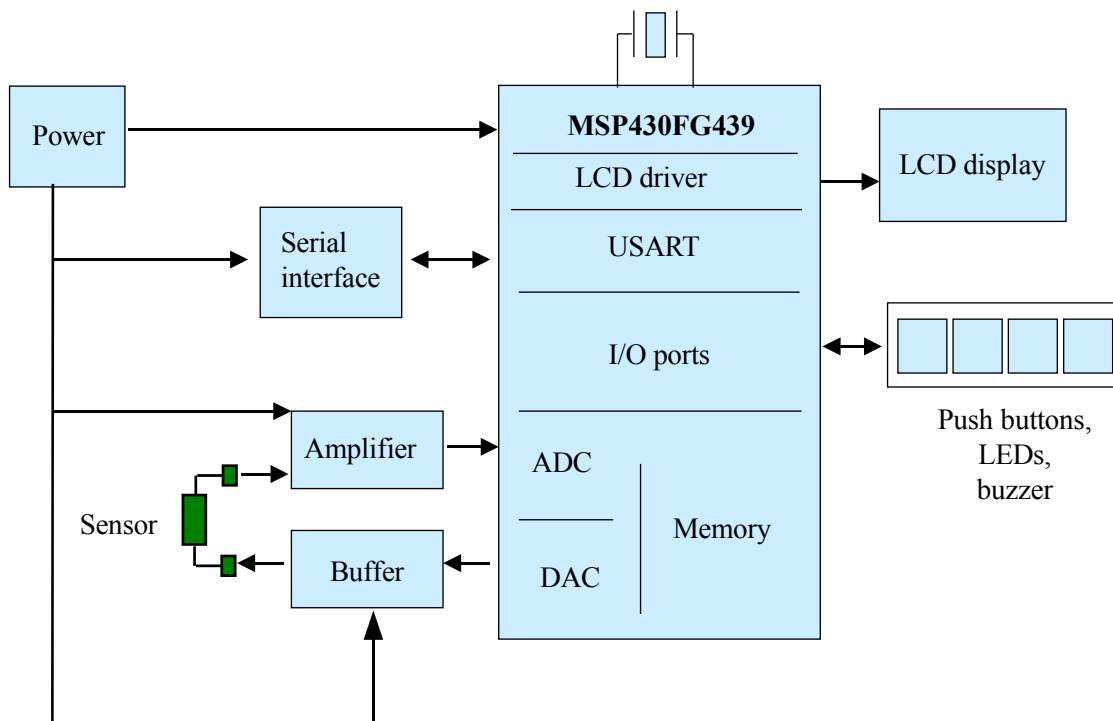 Power
MSP430FG439
LCD driver
LCD display
Serial
interface
USART
I/O ports
Push buttons,
LEDs,
buzzer
Amplifier
ADC
Sensor
Memory
Buffer
DAC